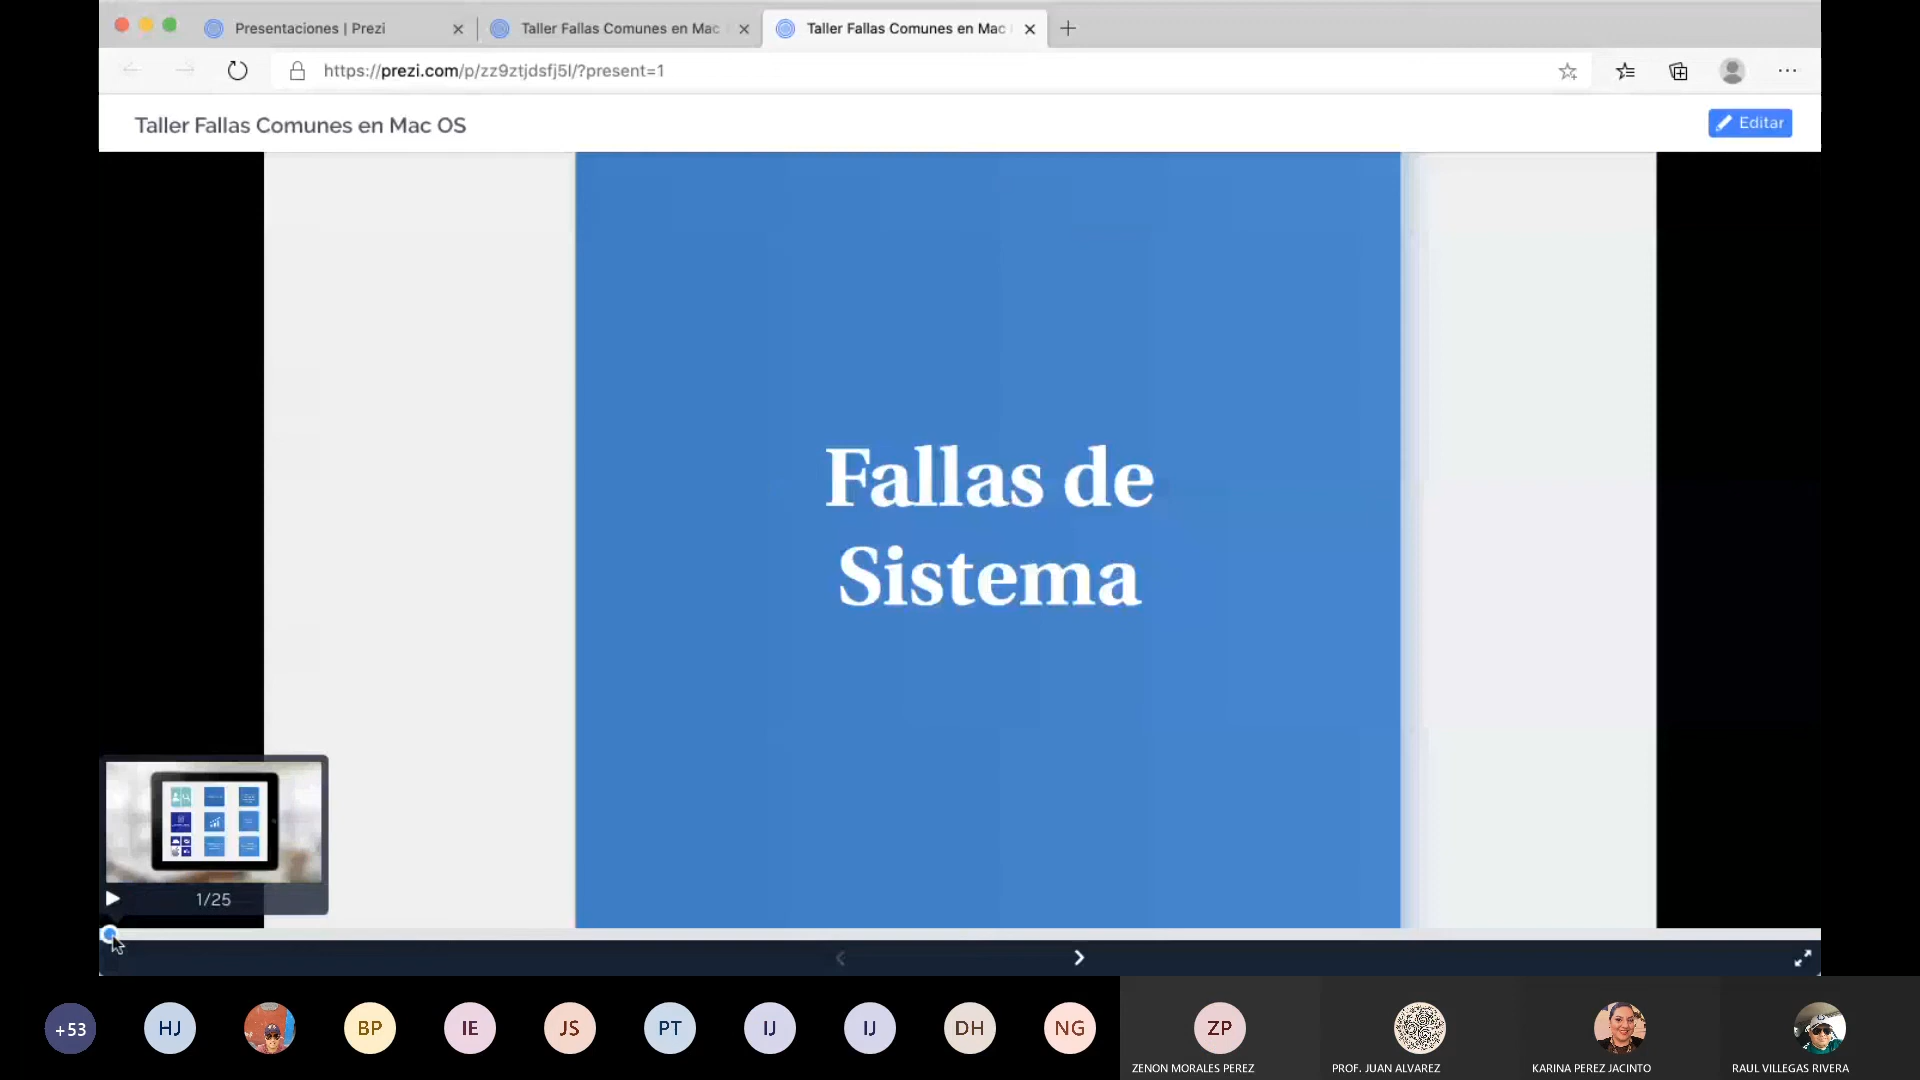 Presentaciones | Prezi
Taller Fallas Comunes en Mac
Taller Fallas Comunes en Mac
https://prezi.com/p/zz9ztjdsfj5l/?present=1
Taller Fallas Comunes en Mac OS
Editar
Fallas de
Sistema
1/25
+53
HJ
BP
IE
JS
PT
IJ
IJ
DH
NG
ZP
ZENON MORALES PEREZ
PROF. JUAN ALVAREZ
KARINA PEREZ JACINTO
RAUL VILLEGAS RIVERA